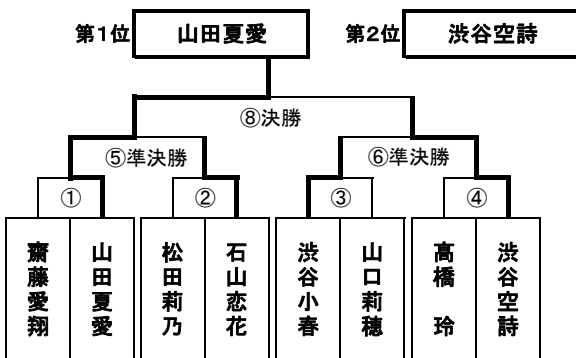 第1位 山田夏愛 第2位 渋谷空詩
⑧決勝
⑤準決勝 ⑥準決勝
① ② ③ ④
齋藤愛翔
山田夏愛
松田莉乃
石山恋花
渋谷小春
山口莉穂
髙橋 玲
渋谷空詩